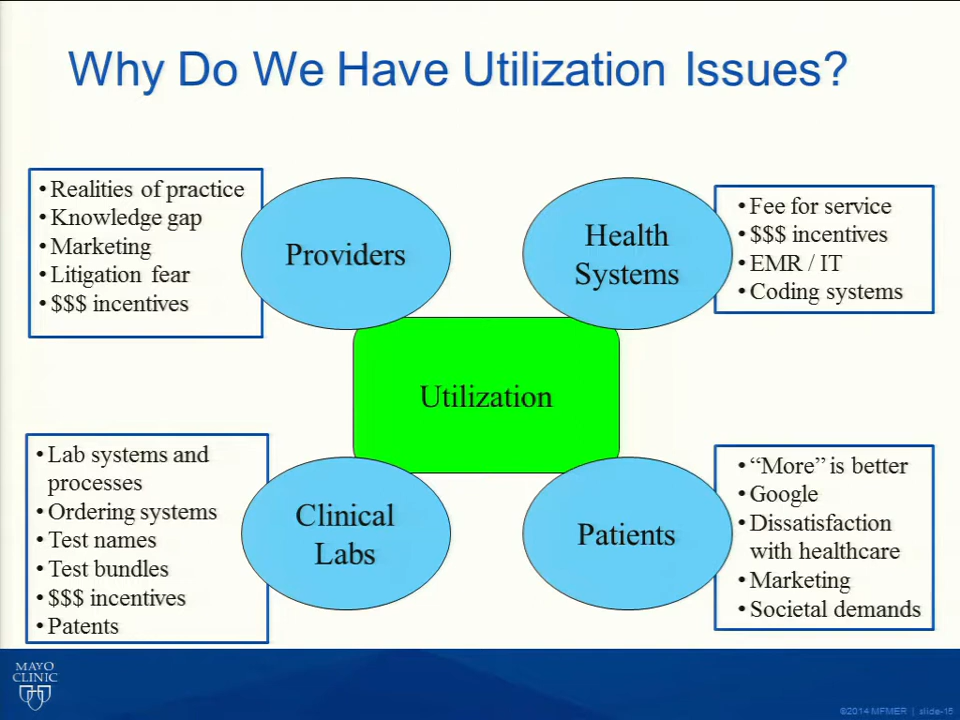 Why Do We Have Utilization Issues?
• Realities of practice
• Knowledge gap
• Marketing
• Litigation fear
• $$$ incentives
Providers
Health
Systems
• Fee for service
• $$$ incentives
• EMR / IT
• Coding systems
Utilization
• Lab systems and
processes
• Ordering systems
• Test names
• Test bundles
• $$$ incentives
• Patents
Clinical
Labs
Patients
• “More” is better
• Google
• Dissatisfaction
with healthcare
• Marketing
• Societal demands
MAYO
CLINIC
©2014 MFMER | slide-15